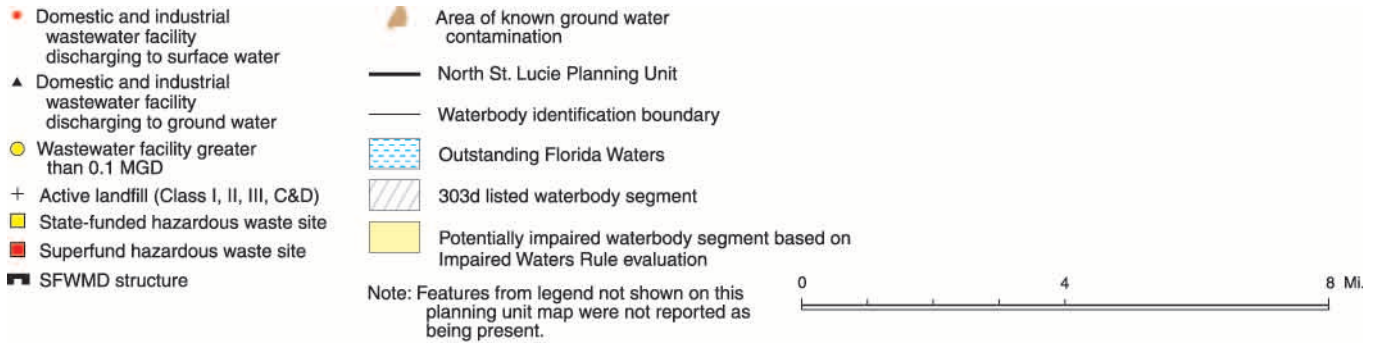 Domestic and industrial
wastewater facility
discharging to surface water
Domestic and industrial
wastewater facility
discharging to ground water
Wastewater facility greater
than 0.1 MGD
Active landfill (Class I, II, III, C&D)
State-funded hazardous waste site
Superfund hazardous waste site
SFWMD structure
Area of known ground water
contamination
North St. Lucie Planning Unit
Waterbody identification boundary
Outstanding Florida Waters
303d listed waterbody segment
Potentially impaired waterbody segment based on
Impaired Waters Rule evaluation
Note: Features from legend not shown on this
planning unit map were not reported as
being present.
0 4 8 Mi.